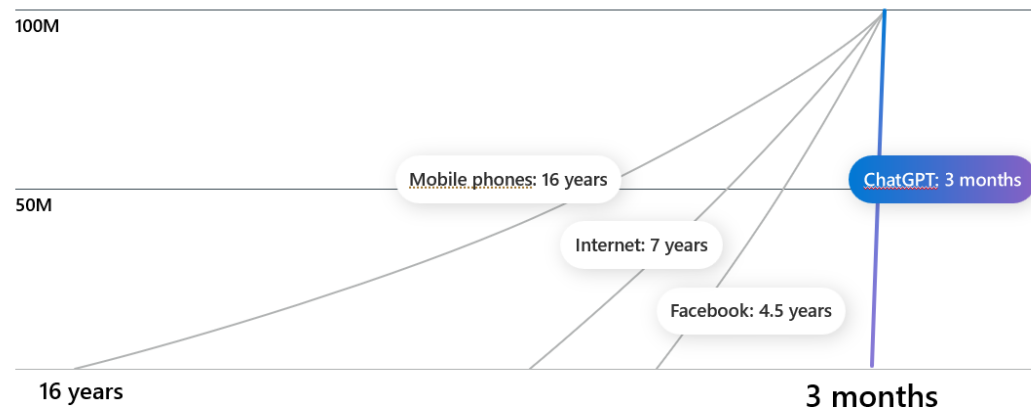 100M
Mobile phones: 16 years
ChatGPT: 3 months
50M
Internet: 7 years
Facebook: 4.5 years
16 years
3 months